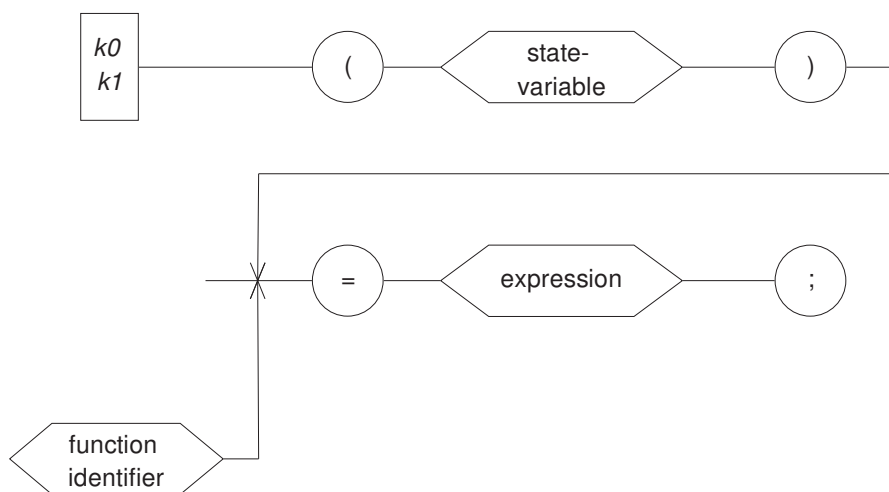 k0
k1
(
state-
variable
)
=
expression
;
function
identifier